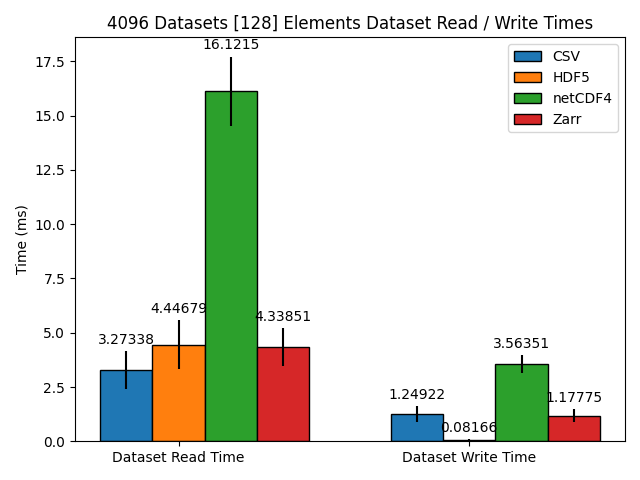 4096 Datasets [128] Elements Dataset Read / Write Times
Time (ms)
17.5
15.0
12.5
10.0
7.5
5.0
2.5
0.0
3.27338
4.44679
16.1215
4.33851
1.24922
0.08166
3.56351
1.17775
CSV
HDF5
netCDF4
Zarr
Dataset Read Time
Dataset Write Time